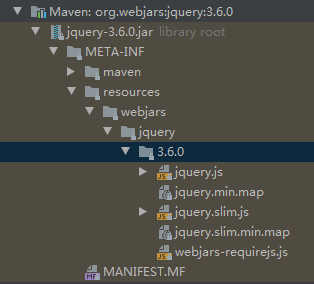 Maven: org.webjars:jquery:3.6.0
jquery-3.6.0.jar library root
META-INF
maven
resources
webjars
jquery
3.6.0
jquery.js
jquery.min.map
jquery.slim.js
jquery.slim.min.map
webjars-requirejs.js
MANIFEST.MF